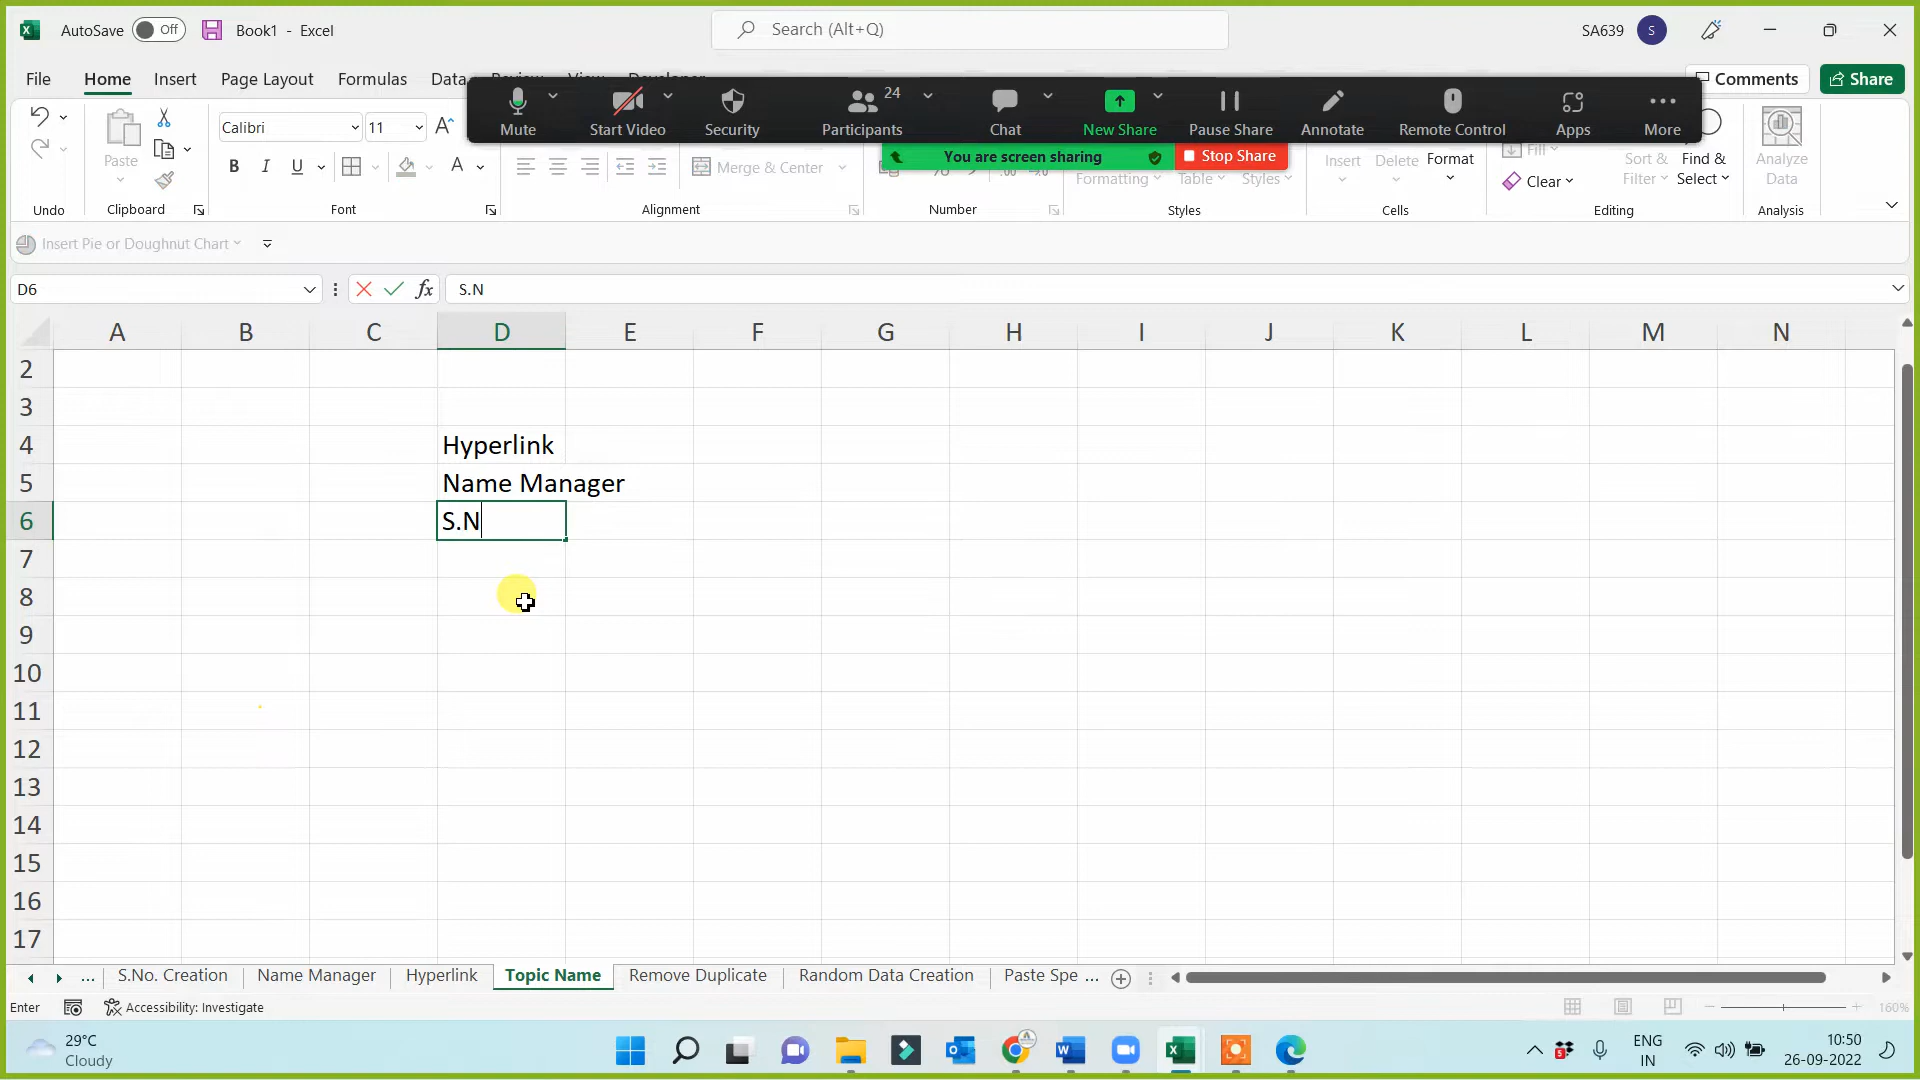 AutoSave Off Book1 - Excel Search (Alt+Q) SA639 S
File Home Insert Page Layout Formulas Data Comments Share
Mute Start Video Security Participants 24 Chat New Share Pause Share Annotate Remote Control Apps More
You are screen sharing Stop Share
Calibri 11 A
Paste B I U A Merge & Center
Insert Delete Format Fill Clear Sort & Filter Find & Select Analyze Data
Formatting Table Styles
Undo Clipboard Font Alignment Number Styles Cells Editing Analysis
Insert Pie or Doughnut Chart
D6 fx S.N
A B C D E F G H I J K L M N
2
3
4 Hyperlink
5 Name Manager
6 S.N
7
8
9
10
11
12
13
14
15
16
17
... S.No. Creation Name Manager Hyperlink Topic Name Remove Duplicate Random Data Creation Paste Spe ...
Enter Accessibility: Investigate 160%
29°C
Cloudy
ENG
IN
10:50
26-09-2022